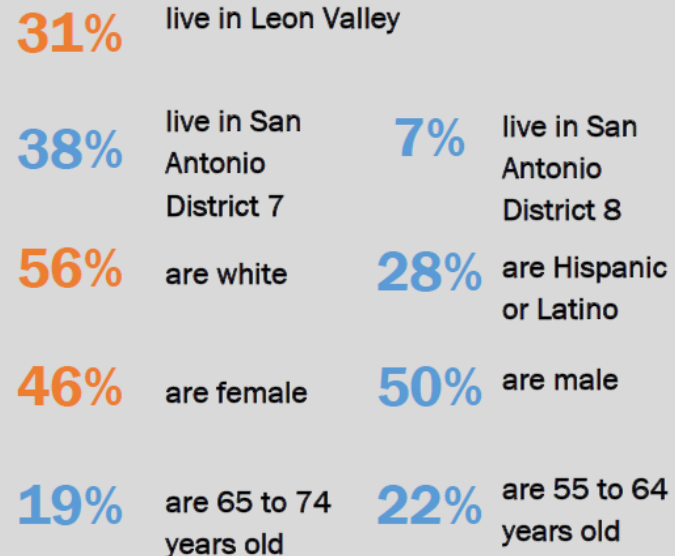 31% live in Leon Valley
38% live in San
Antonio
District 7
7% live in San
Antonio
District 8
56% are white
28% are Hispanic
or Latino
46% are female
50% are male
19% are 65 to 74
years old
22% are 55 to 64
years old